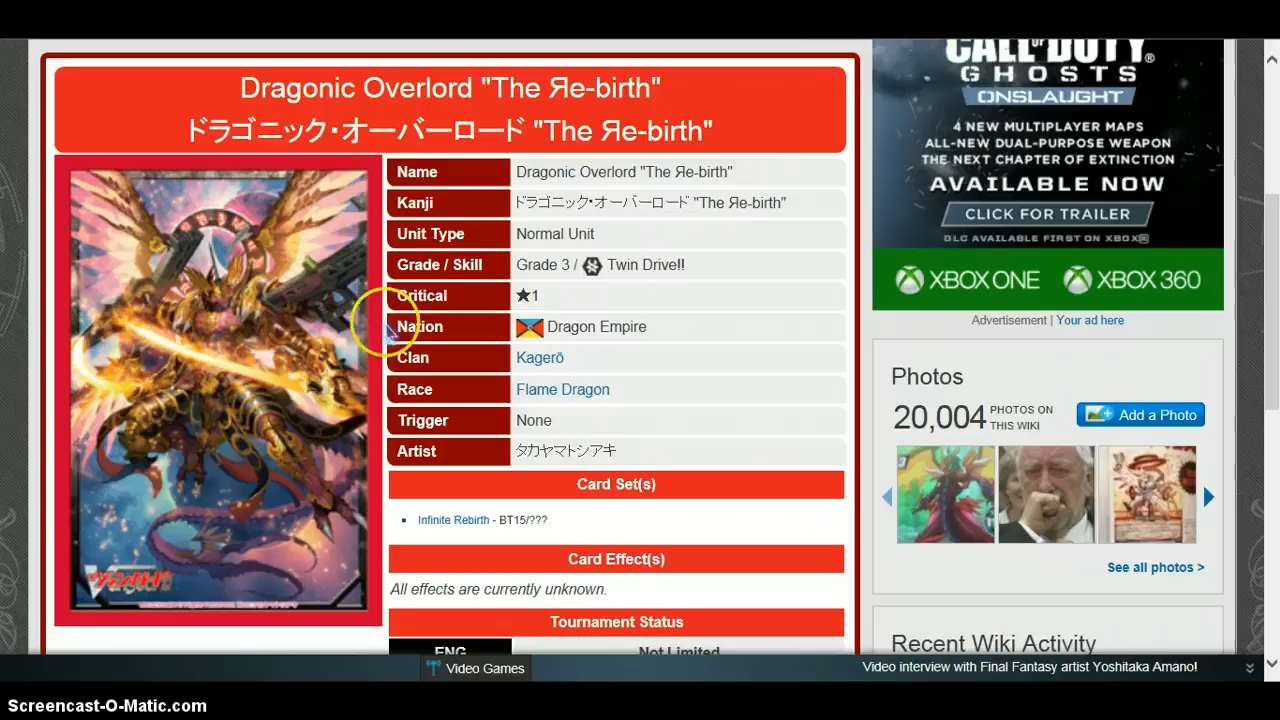 CALL OF DUTY®
GHOSTS
ONSLAUGHT
4 NEW MULTIPLAYER MAPS
ALL-NEW DUAL-PURPOSE WEAPON
THE NEXT CHAPTER OF EXTINCTION
AVAILABLE NOW
CLICK FOR TRAILER
DLC AVAILABLE FIRST ON XBOX®
XBOX ONE XBOX 360
Advertisement | Your ad here
Dragonic Overlord "The Яe-birth"
ドラゴニック・オーバーロード "The Яe-birth"
Name Dragonic Overlord "The Яe-birth"
Kanji ドラゴニック・オーバーロード "The Яe-birth"
Unit Type Normal Unit
Grade / Skill Grade 3 / Twin Drive!!
Critical ★1
Nation Dragon Empire
Clan Kagerō
Race Flame Dragon
Trigger None
Artist タカヤマトシアキ
Card Set(s)
▪ Infinite Rebirth - BT15/???
Card Effect(s)
All effects are currently unknown.
Tournament Status
ENG Not Limited
ヴァンガード
Vanguard
Photos
20,004 PHOTOS ON
THIS WIKI
Add a Photo
See all photos >
Recent Wiki Activity
Video Games
Video interview with Final Fantasy artist Yoshitaka Amano!
Screencast-O-Matic.com